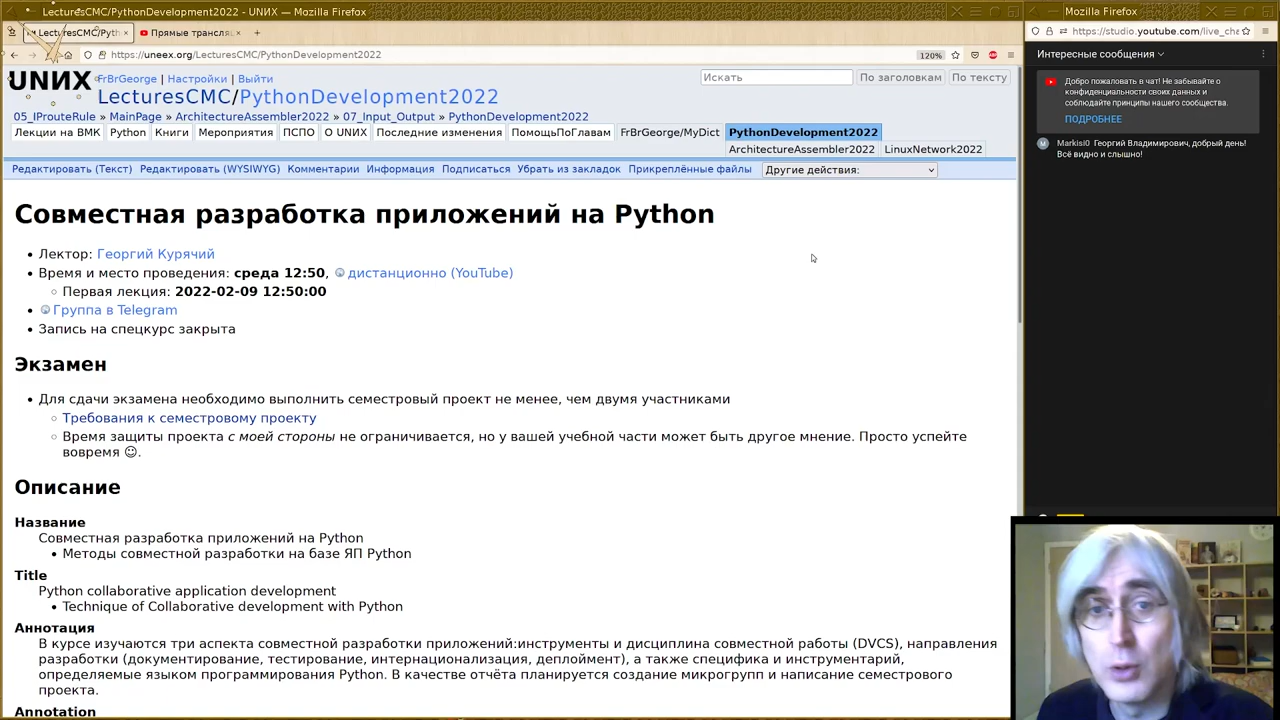 LecturesCMC/PythonDevelopment2022 - UNИX — Mozilla Firefox
Mozilla Firefox
LecturesCMC/Pyth
Прямые трансля
https://uneex.org/LecturesCMC/PythonDevelopment2022
120%
https://studio.youtube.com/live_cha
UNИX
FrBrGeorge | Настройки | Выйти
Искать
По заголовкам
По тексту
LecturesCMC/PythonDevelopment2022
05_IProuteRule » MainPage » ArchitectureAssembler2022 » 07_Input_Output » PythonDevelopment2022
Лекции на ВМК Python Книги Мероприятия ПСПО О UNИX Последние изменения ПомощьПоГлавам FrBrGeorge/MyDict PythonDevelopment2022
ArchitectureAssembler2022 LinuxNetwork2022
Редактировать (Текст) Редактировать (WYSIWYG) Комментарии Информация Подписаться Убрать из закладок Прикреплённые файлы Другие действия:
Совместная разработка приложений на Python
• Лектор: Георгий Курячий
• Время и место проведения: среда 12:50, дистанционно (YouTube)
◦ Первая лекция: 2022-02-09 12:50:00
• Группа в Telegram
• Запись на спецкурс закрыта
Экзамен
• Для сдачи экзамена необходимо выполнить семестровый проект не менее, чем двумя участниками
◦ Требования к семестровому проекту
◦ Время защиты проекта с моей стороны не ограничивается, но у вашей учебной части может быть другое мнение. Просто успейте
вовремя ☺.
Описание
Название
Совместная разработка приложений на Python
• Методы совместной разработки на базе ЯП Python
Title
Python collaborative application development
• Technique of Collaborative development with Python
Аннотация
В курсе изучаются три аспекта совместной разработки приложений:инструменты и дисциплина совместной работы (DVCS), направления
разработки (документирование, тестирование, интернационализация, деплоймент), а также специфика и инструментарий,
определяемые языком программирования Python. В качестве отчёта планируется создание микрогрупп и написание семестрового
проекта.
Annotation
Интересные сообщения
Добро пожаловать в чат! Не забывайте о
конфиденциальности своих данных и
соблюдайте принципы нашего сообщества.
ПОДРОБНЕЕ
M
MarkisI0 Георгий Владимирович, добрый день!
Всё видно и слышно!